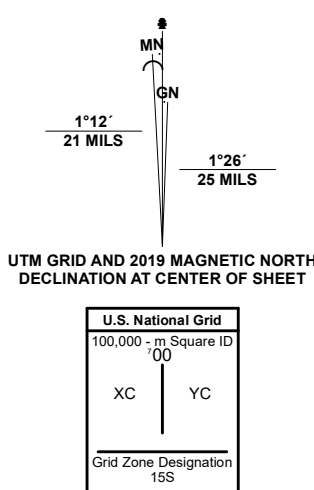 MN
GN
1°12´
21 MILS
1°26´
25 MILS
UTM GRID AND 2019 MAGNETIC NORTH
DECLINATION AT CENTER OF SHEET
U.S. National Grid
100,000 - m Square ID
⁷00
XC YC
Grid Zone Designation
15S